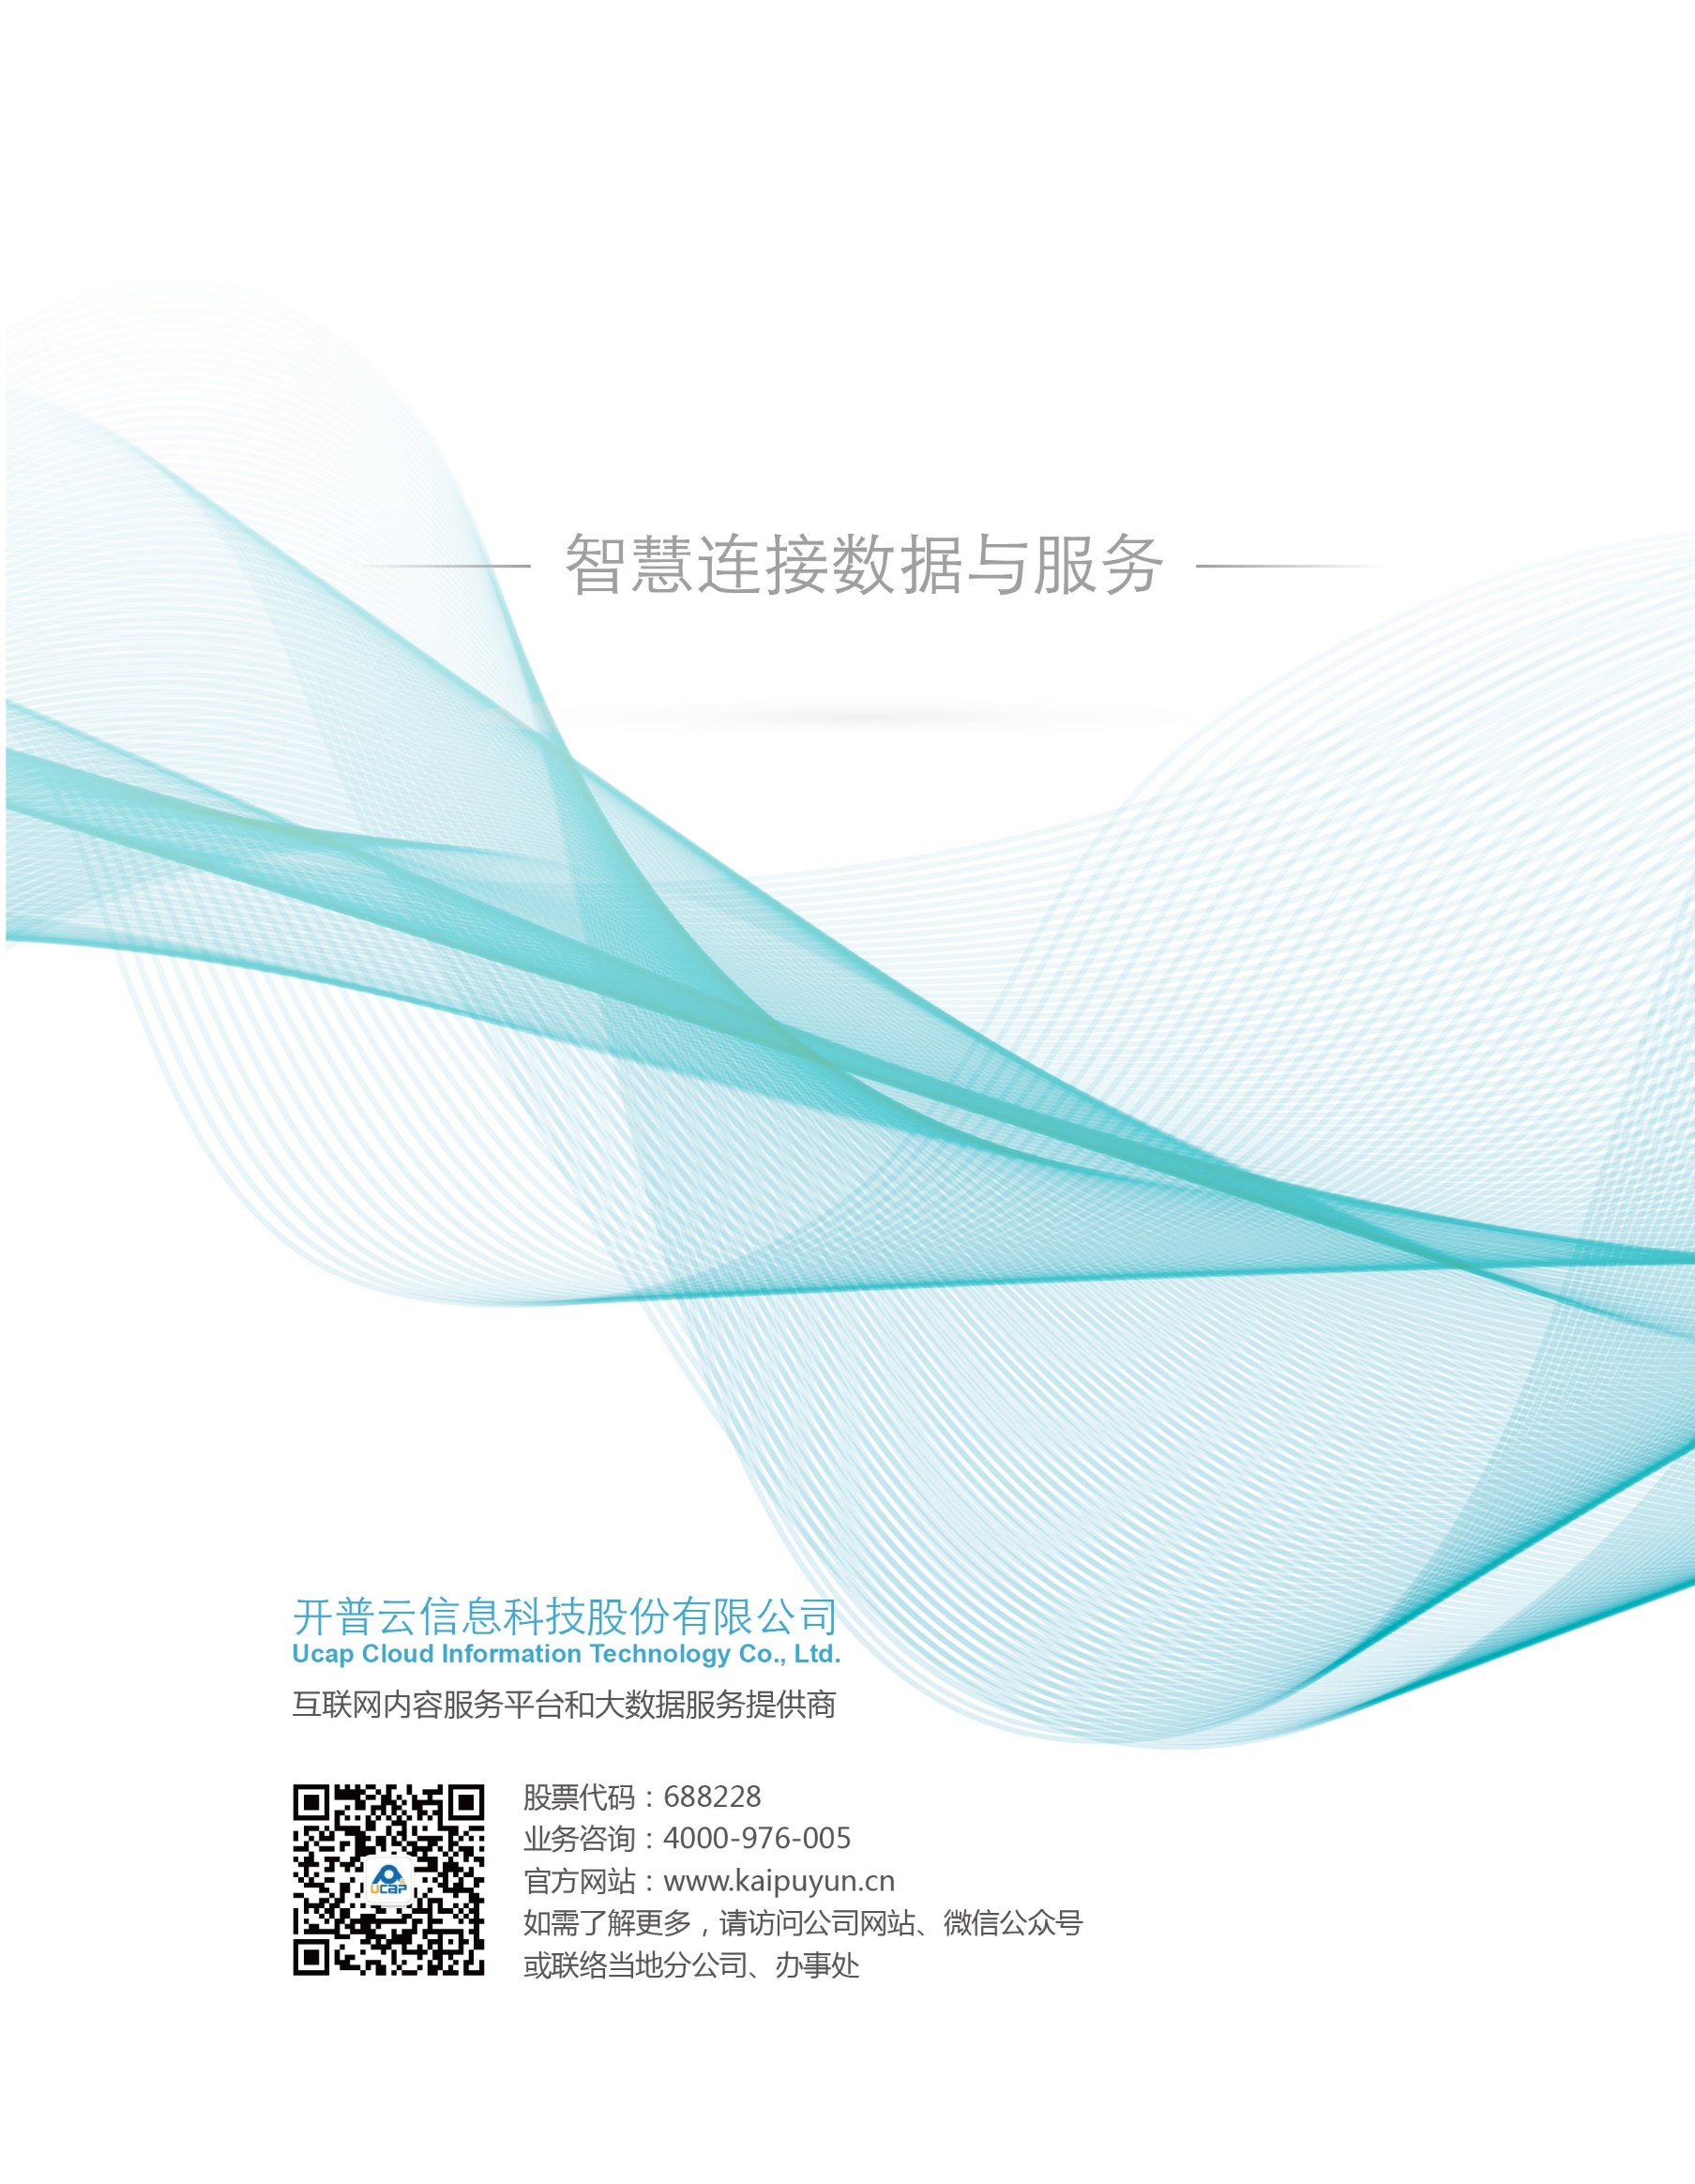 智慧连接数据与服务
开普云信息科技股份有限公司
Ucap Cloud Information Technology Co., Ltd.
互联网内容服务平台和大数据服务提供商
ucap
股票代码：688228
业务咨询：4000-976-005
官方网站：www.kaipuyun.cn
如需了解更多，请访问公司网站、微信公众号
或联络当地分公司、办事处